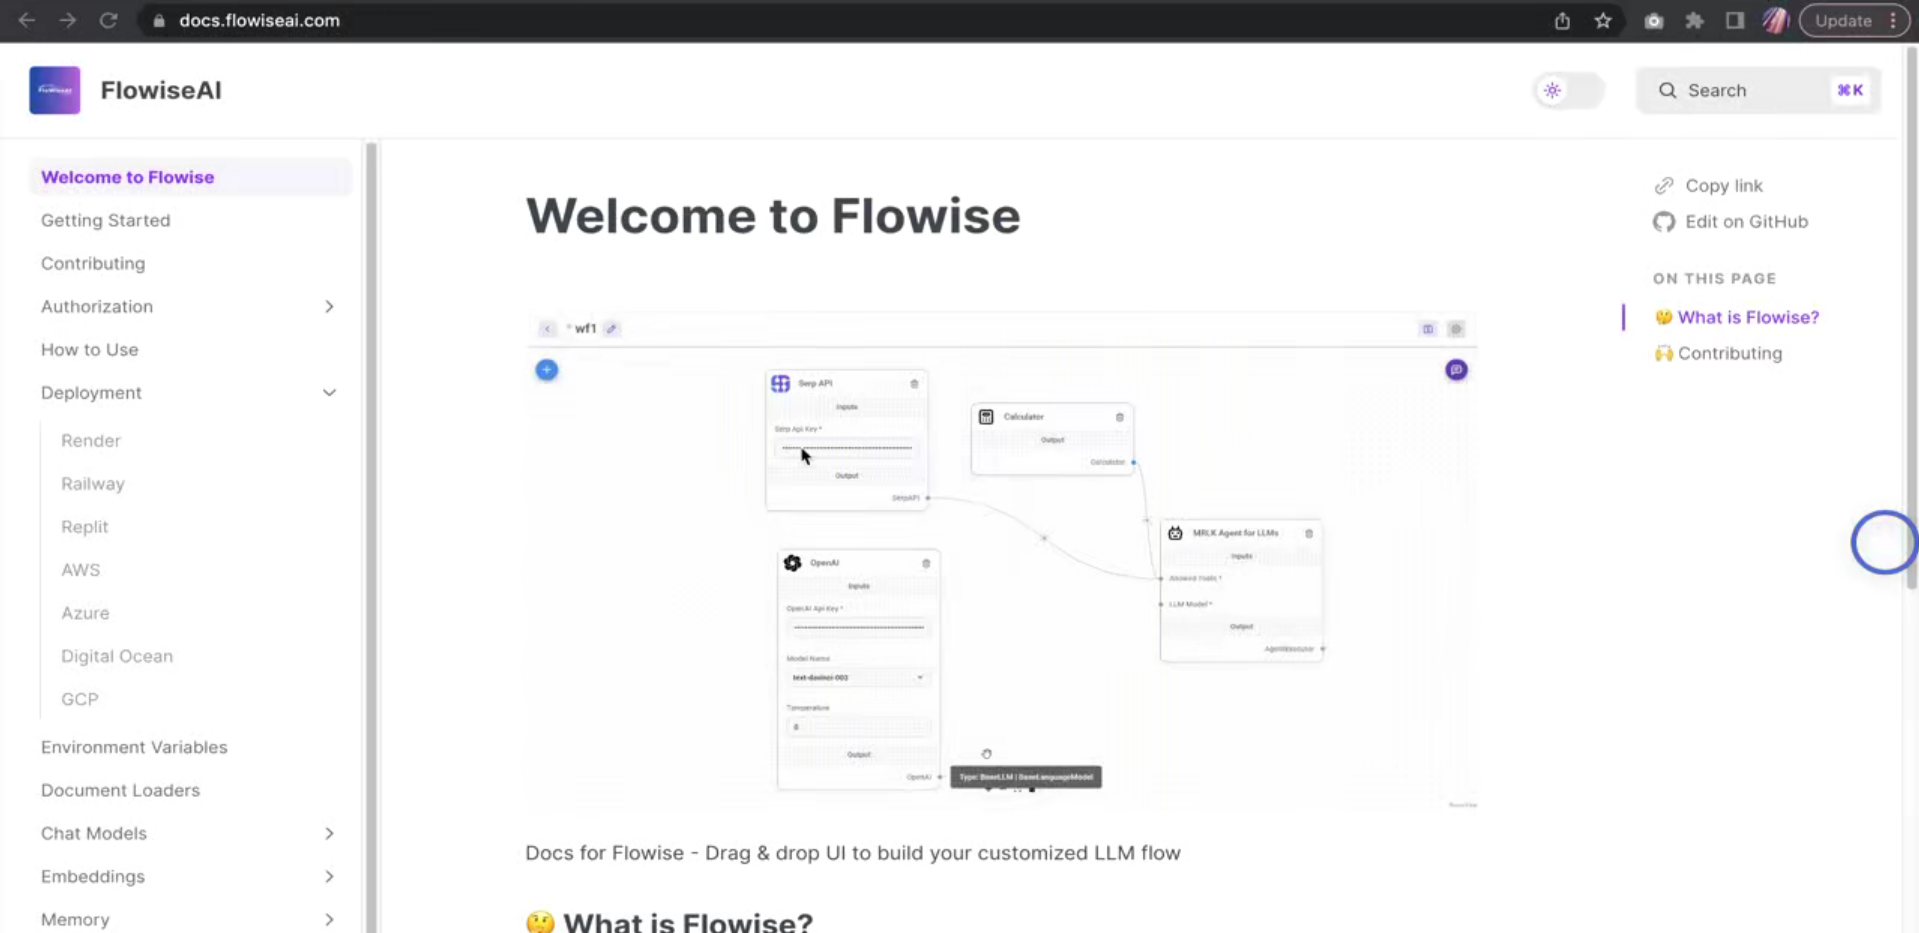 docs.flowiseai.com
Update
FlowiseAI
Search
⌘K
Welcome to Flowise
Getting Started
Contributing
Authorization
How to Use
Deployment
Render
Railway
Replit
AWS
Azure
Digital Ocean
GCP
Environment Variables
Document Loaders
Chat Models
Embeddings
Memory
Welcome to Flowise
* wf1
Serp API
Inputs
Serp Api Key *
Output
SerpAPI
Calculator
Output
Calculator
OpenAI
Inputs
OpenAI Api Key *
Model Name
text-davinci-003
Temperature
Output
OpenAI
Type: BaseLLM | BaseLanguageModel
MRLK Agent for LLMs
Inputs
Allowed Tools *
LLM Model *
Output
AgentExecutor
Docs for Flowise - Drag & drop UI to build your customized LLM flow
🤔 What is Flowise?
Copy link
Edit on GitHub
ON THIS PAGE
🤔 What is Flowise?
🙌 Contributing